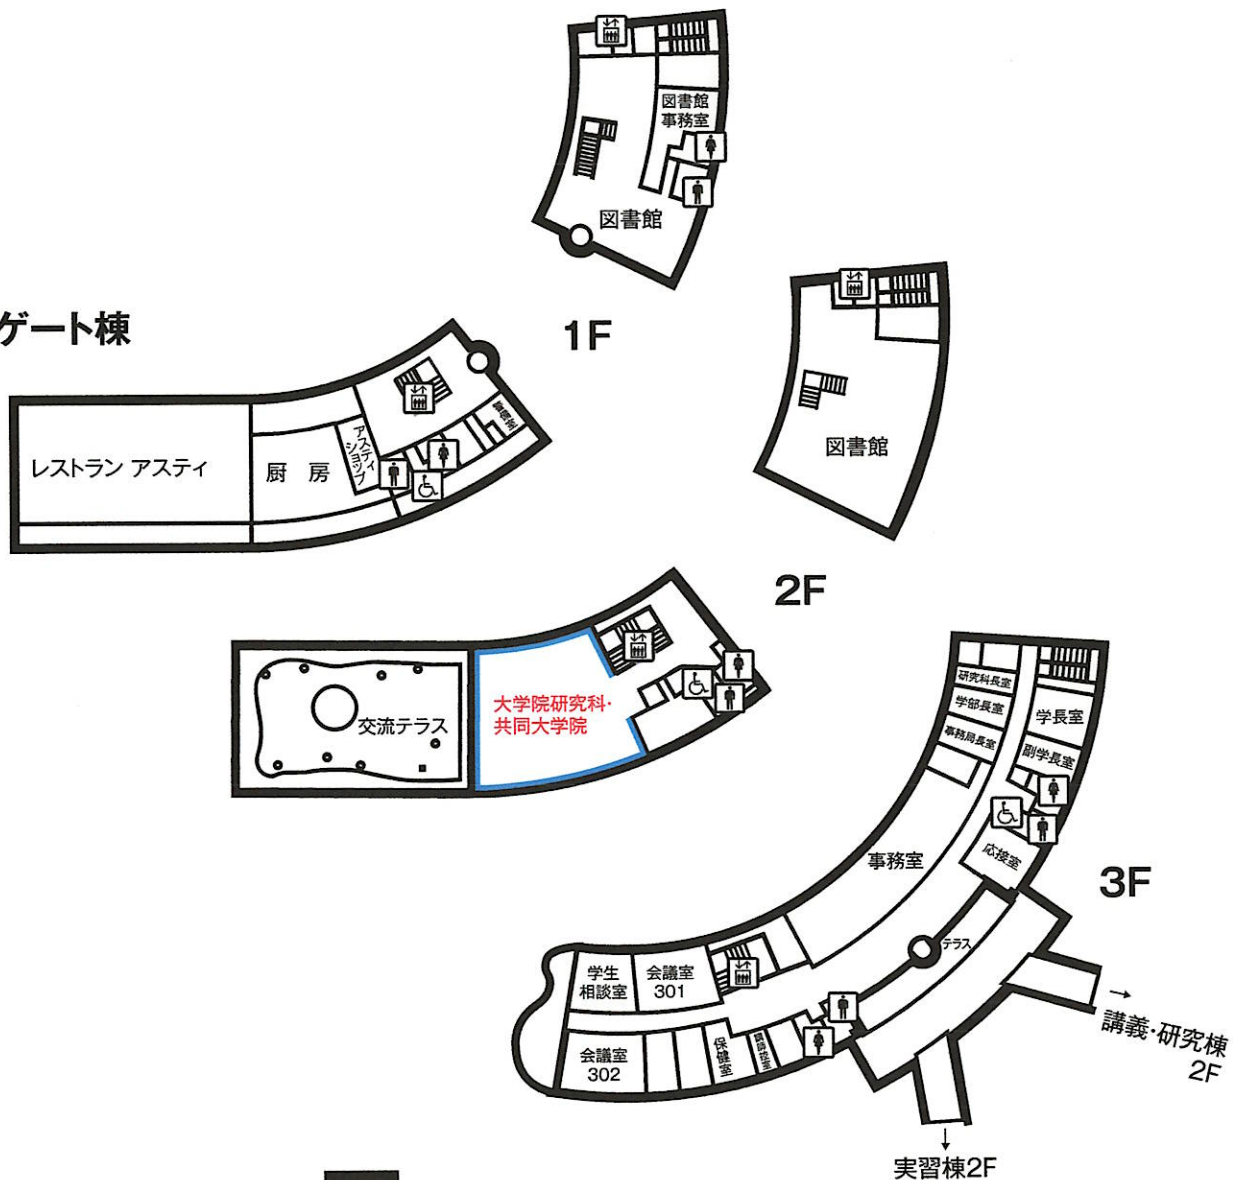 図書館
事務室
図書館
ゲート棟
1F
レストラン アスティ
厨 房
アスティ
ショップ
図書館
2F
大学院研究科・
共同大学院
交流テラス
研究科長室
学部長室
事務局長室
学長室
副学長室
応接室
事務室
3F
テラス
学生
相談室
会議室
301
会議室
302
保健室
講義・研究棟
2F
実習棟2F